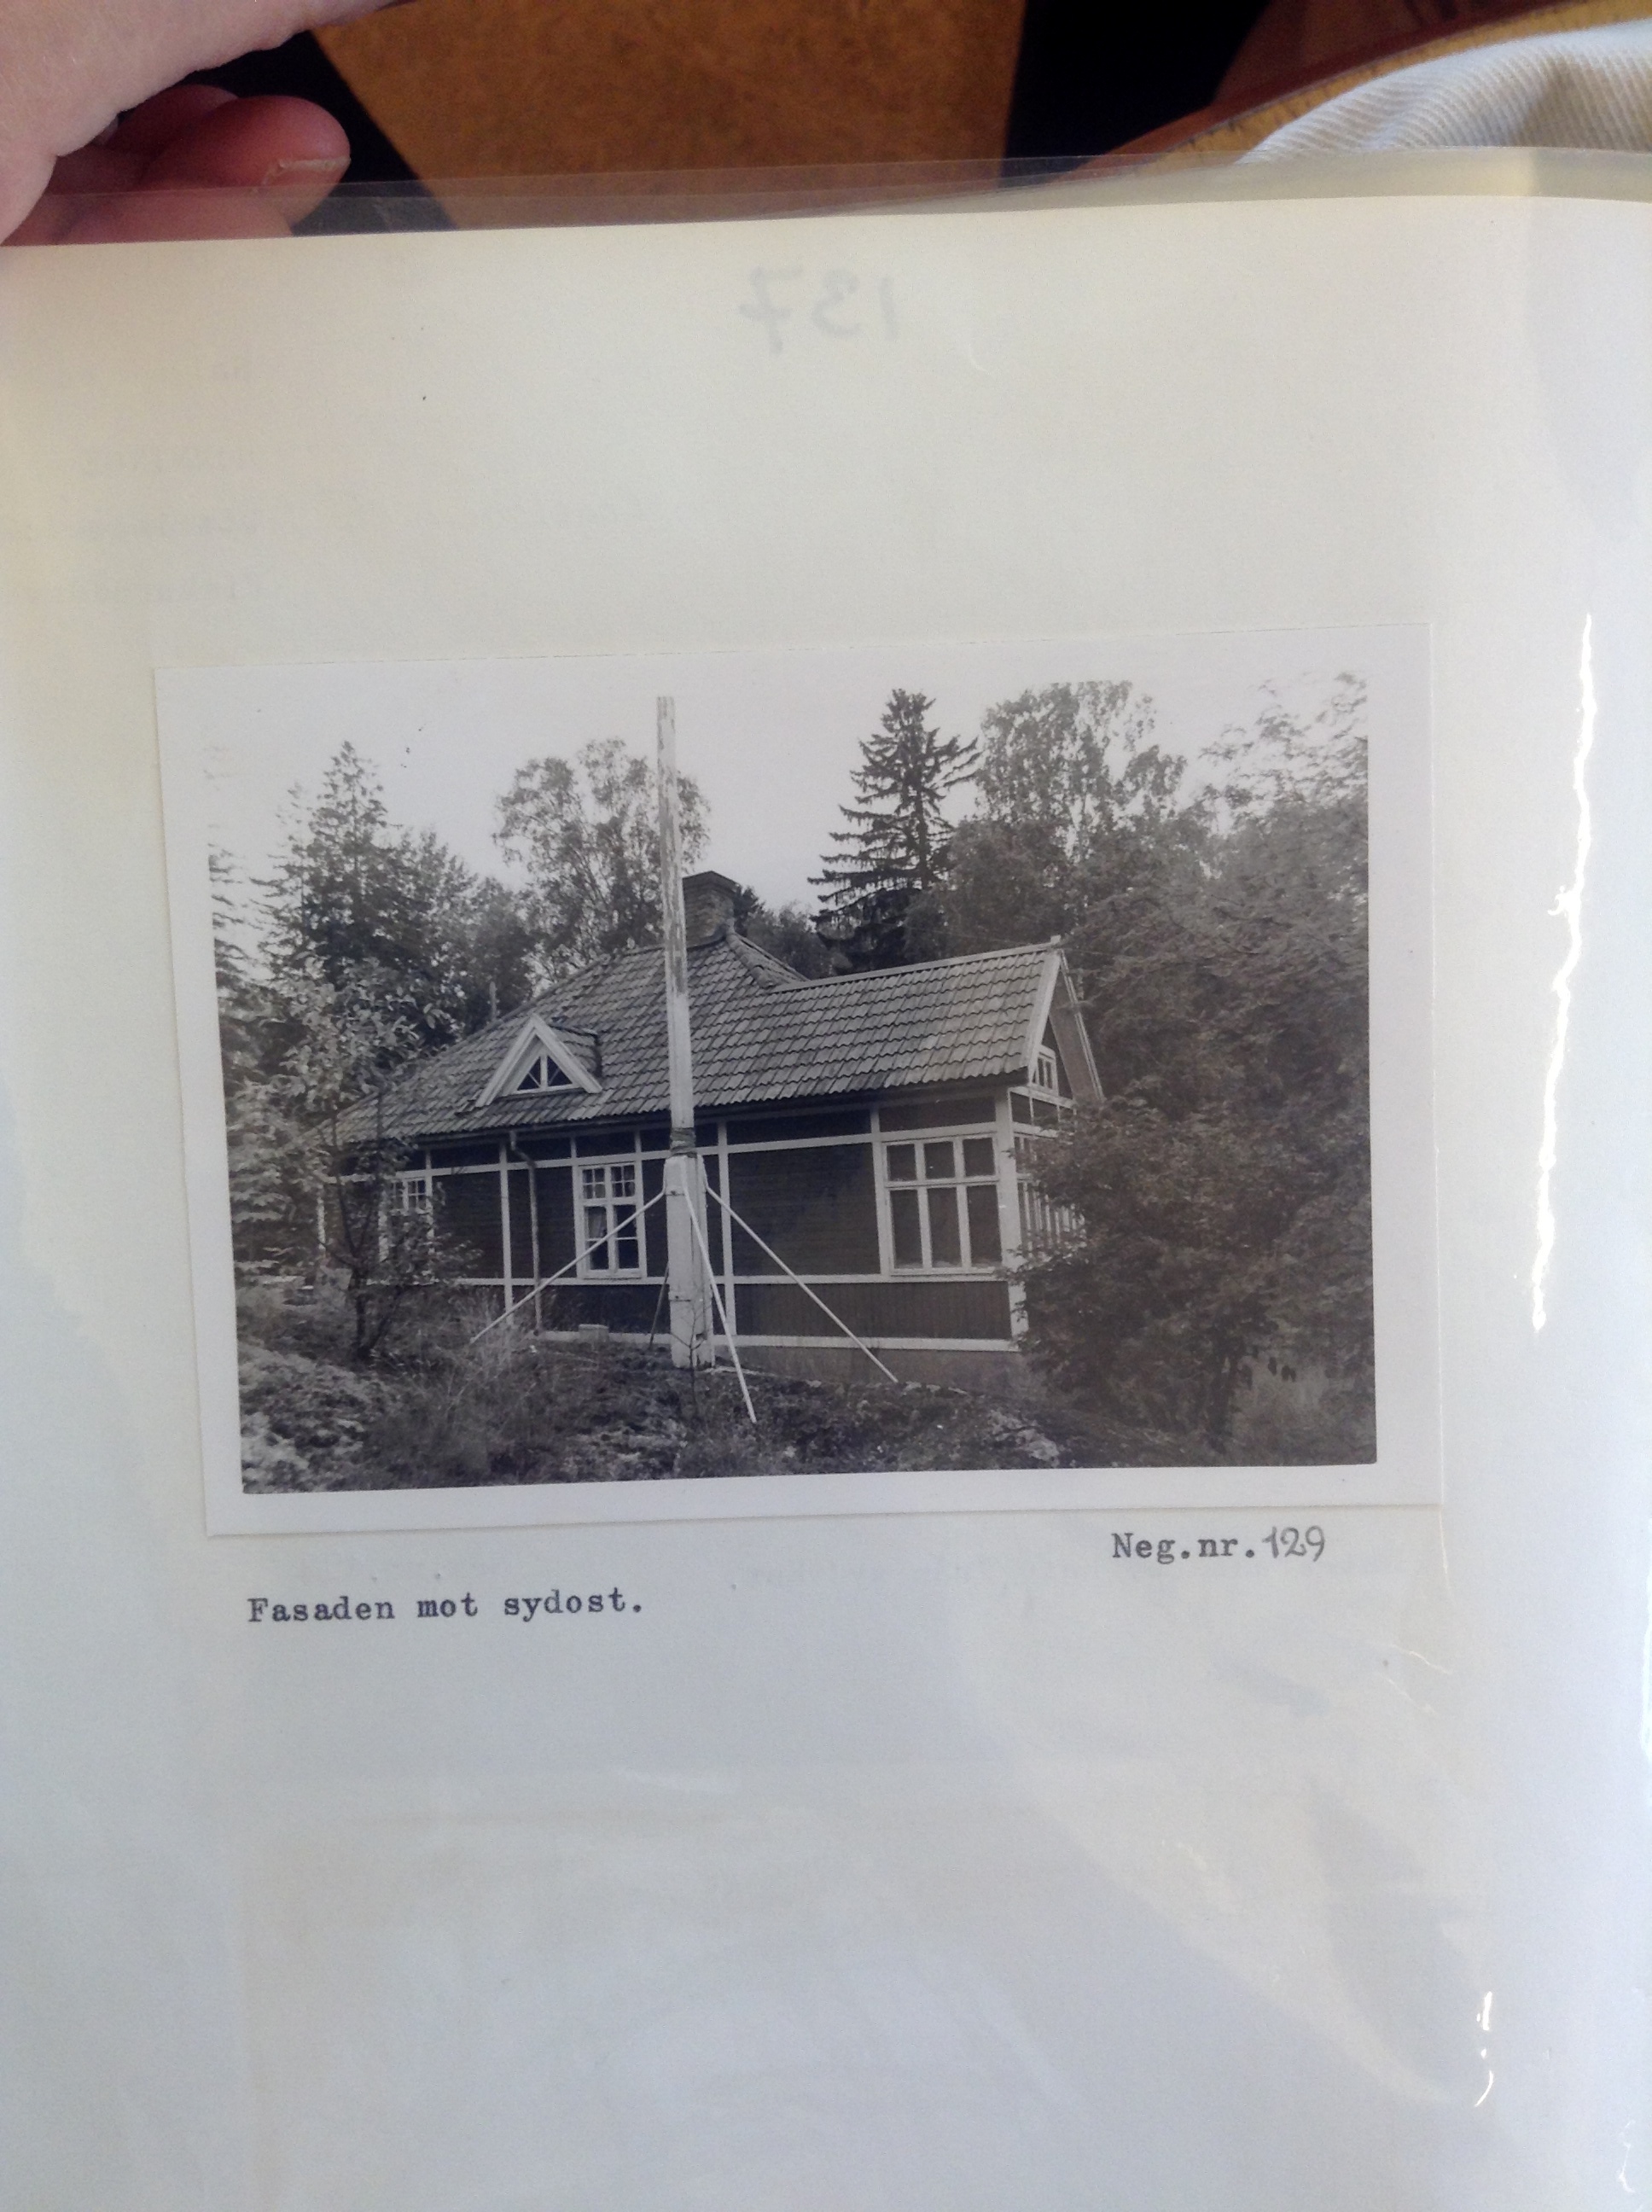 137
Neg.nr.129
Fasaden mot sydost.